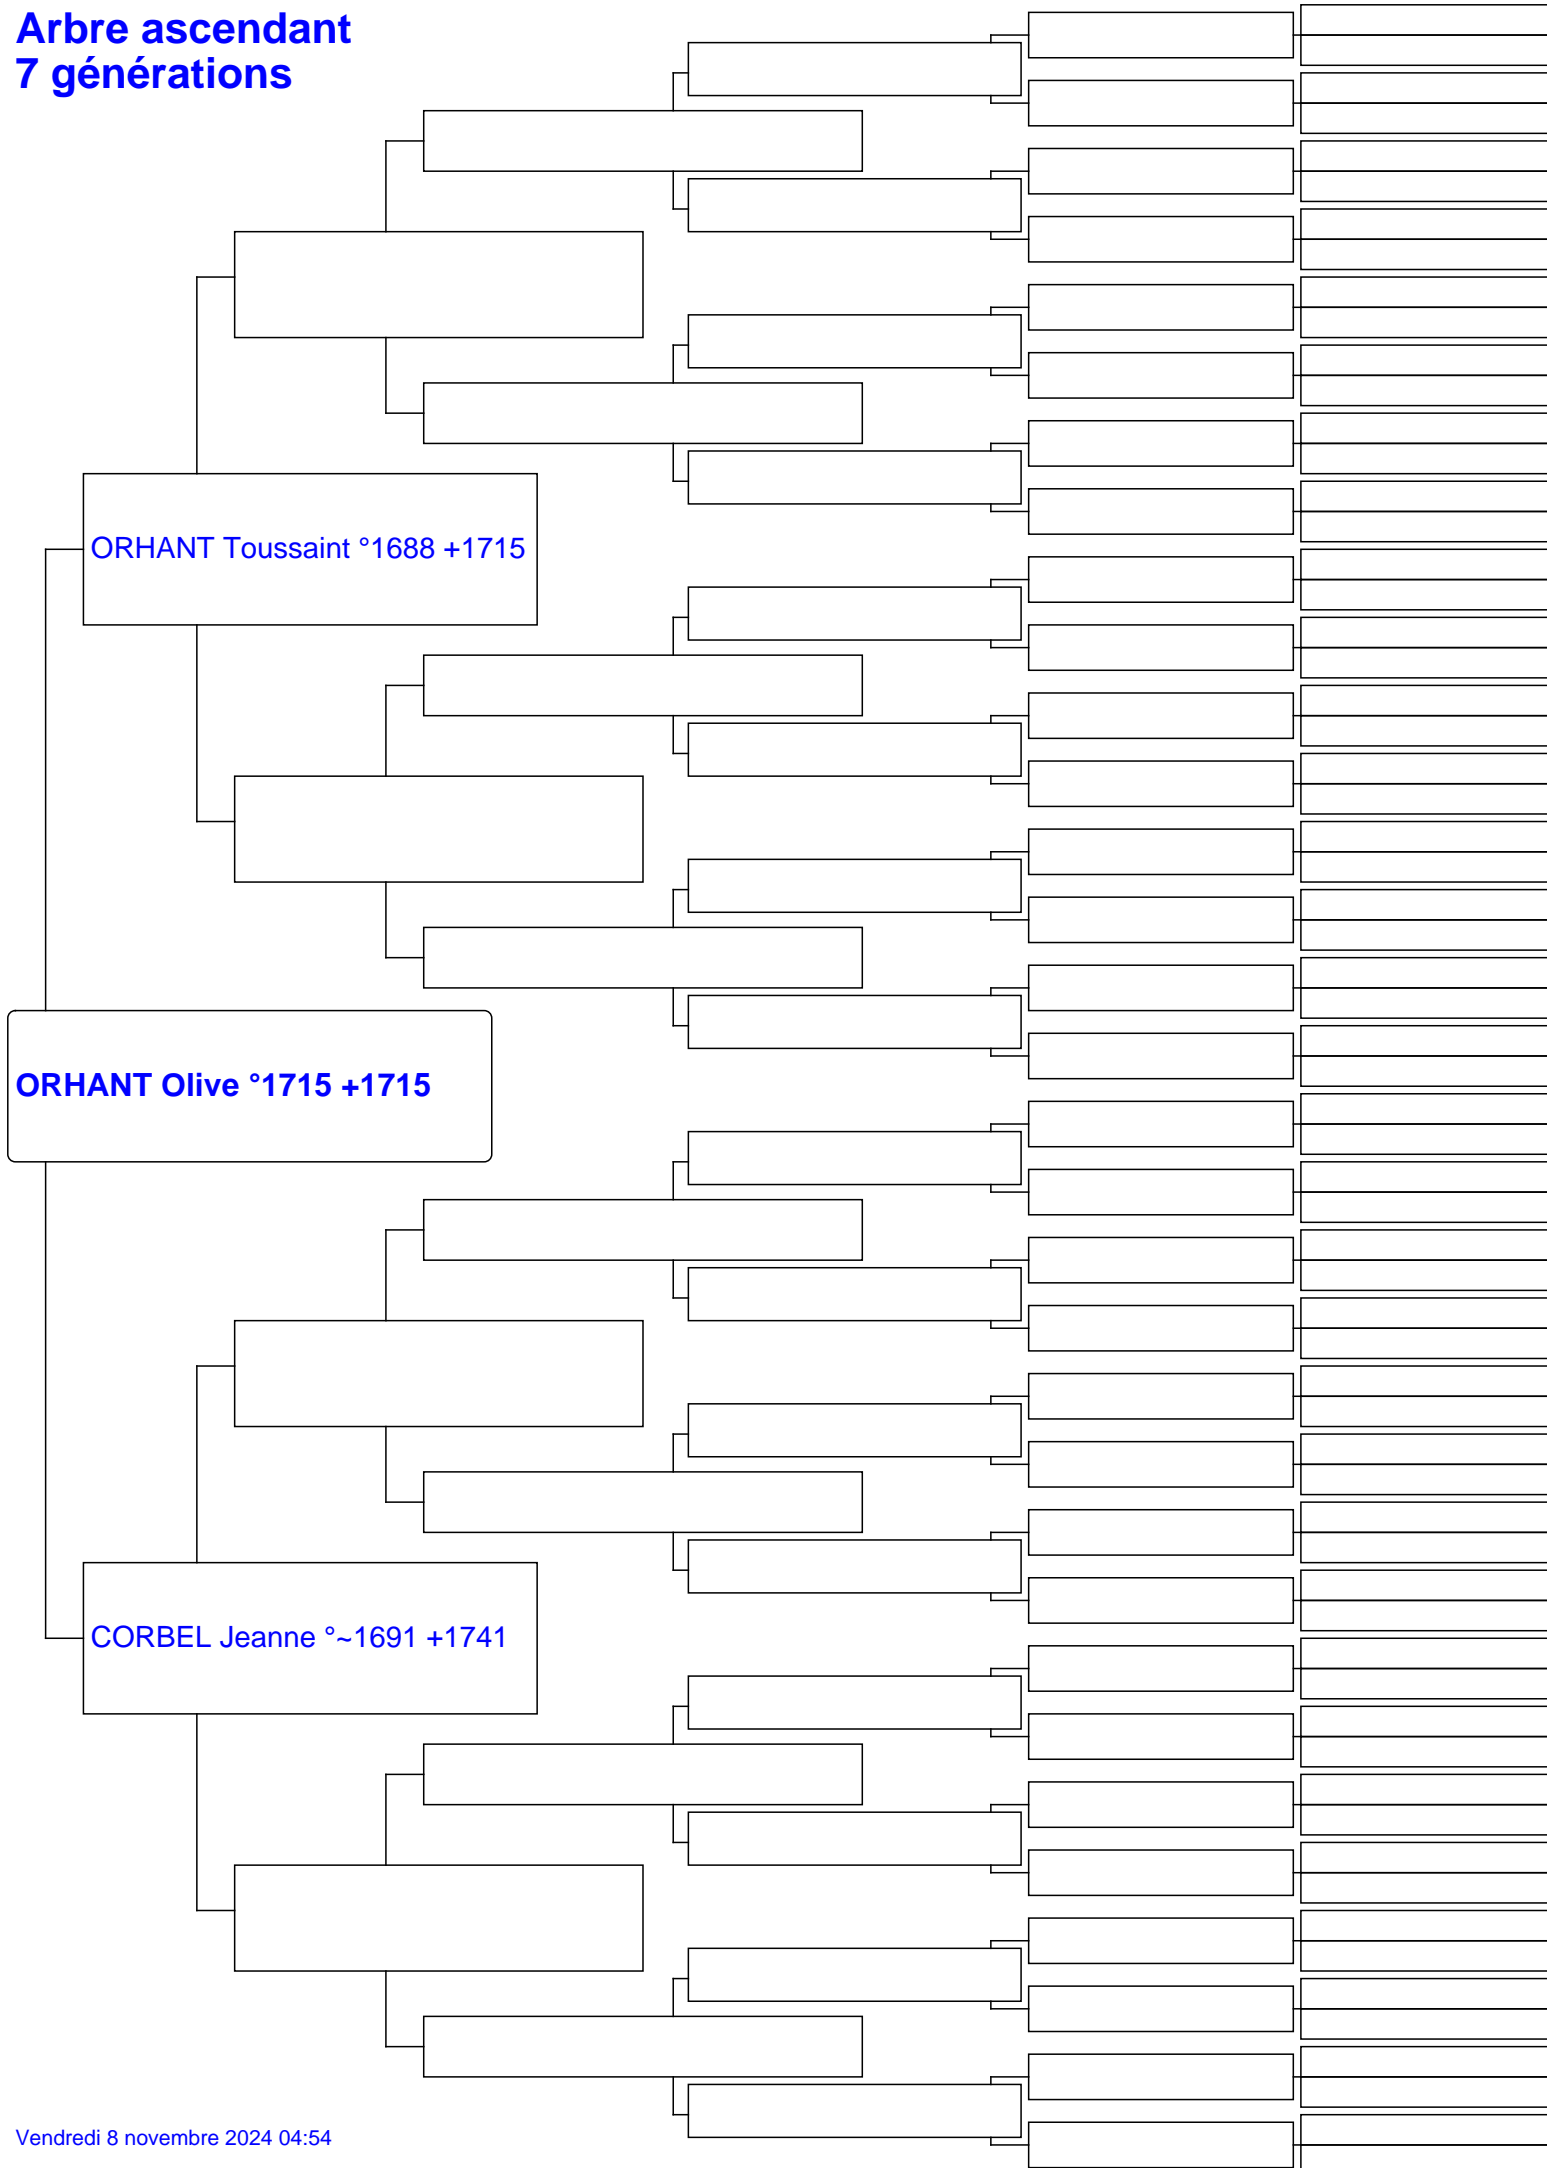 Arbre ascendant
7 générations
ORHANT Toussaint °1688 +1715
ORHANT Olive °1715 +1715
CORBEL Jeanne °~1691 +1741
Vendredi 8 novembre 2024 04:54